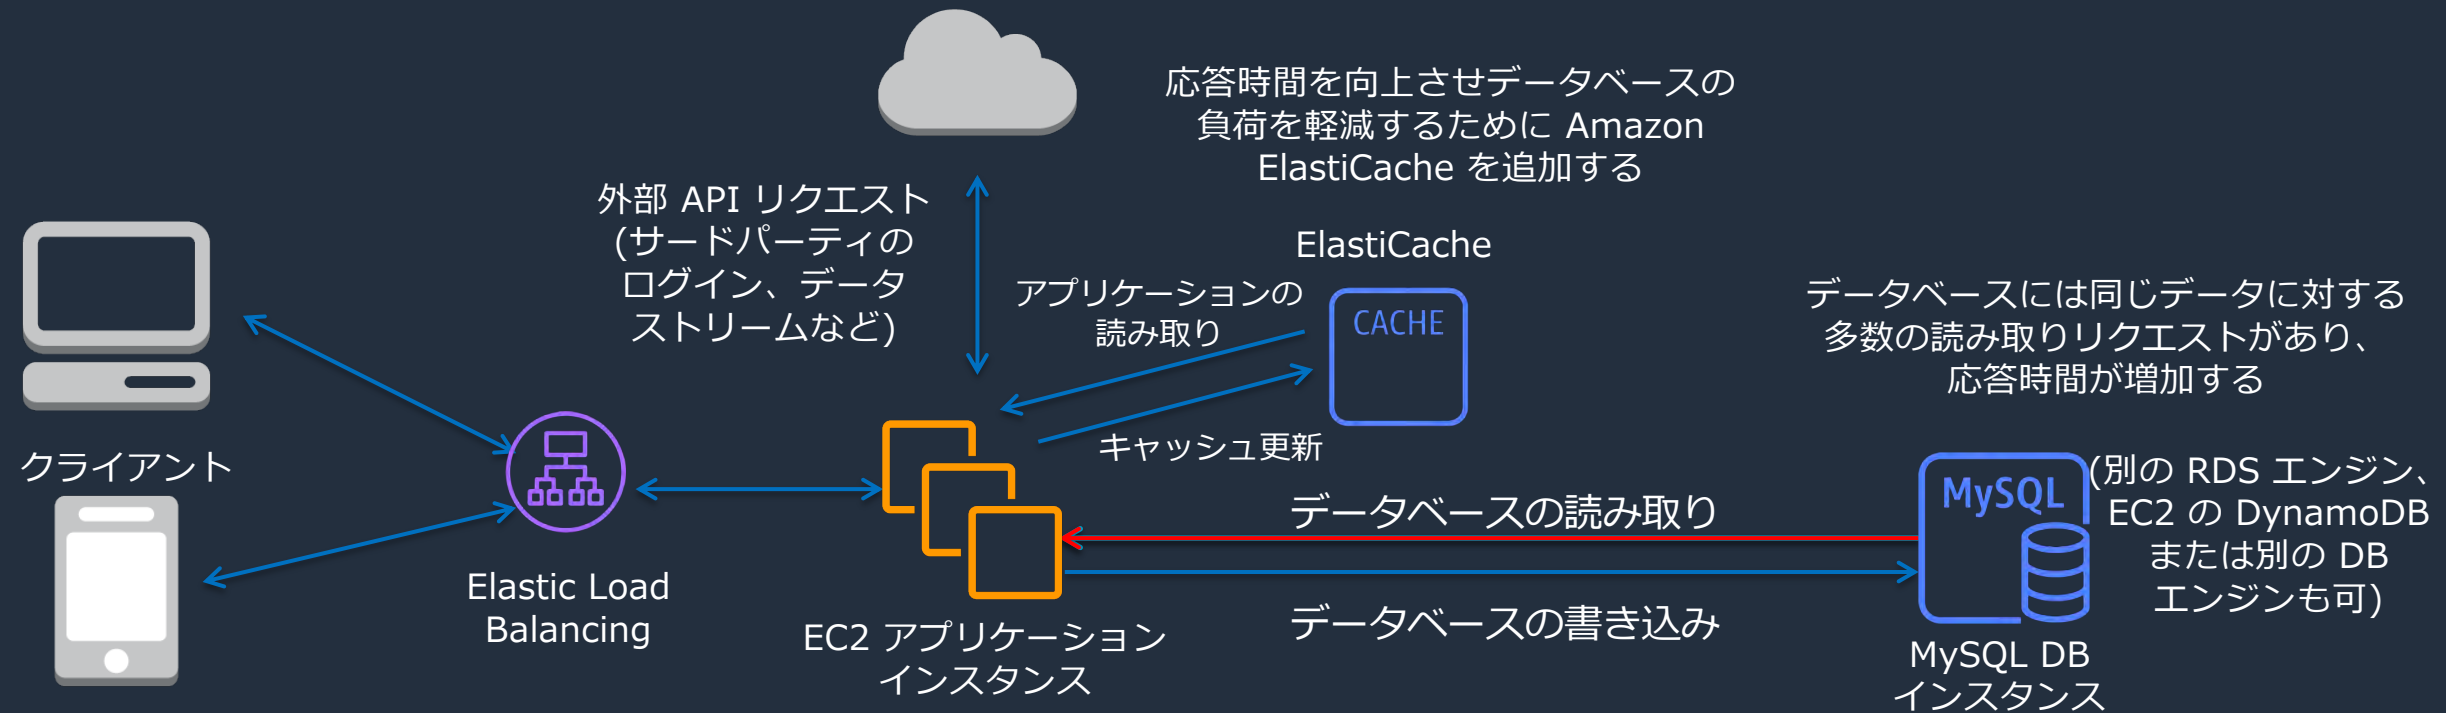 応答時間を向上させデータベースの
負荷を軽減するために Amazon
ElastiCache を追加する
外部 API リクエスト
(サードパーティの
ログイン、データ
ストリームなど)
ElastiCache
アプリケーションの
読み取り
CACHE
キャッシュ更新
データベースには同じデータに対する
多数の読み取りリクエストがあり、
応答時間が増加する
クライアント
Elastic Load
Balancing
EC2 アプリケーション
インスタンス
データベースの読み取り
データベースの書き込み
MySQL
(別の RDS エンジン、
EC2 の DynamoDB
または別の DB
エンジンも可)
MySQL DB
インスタンス